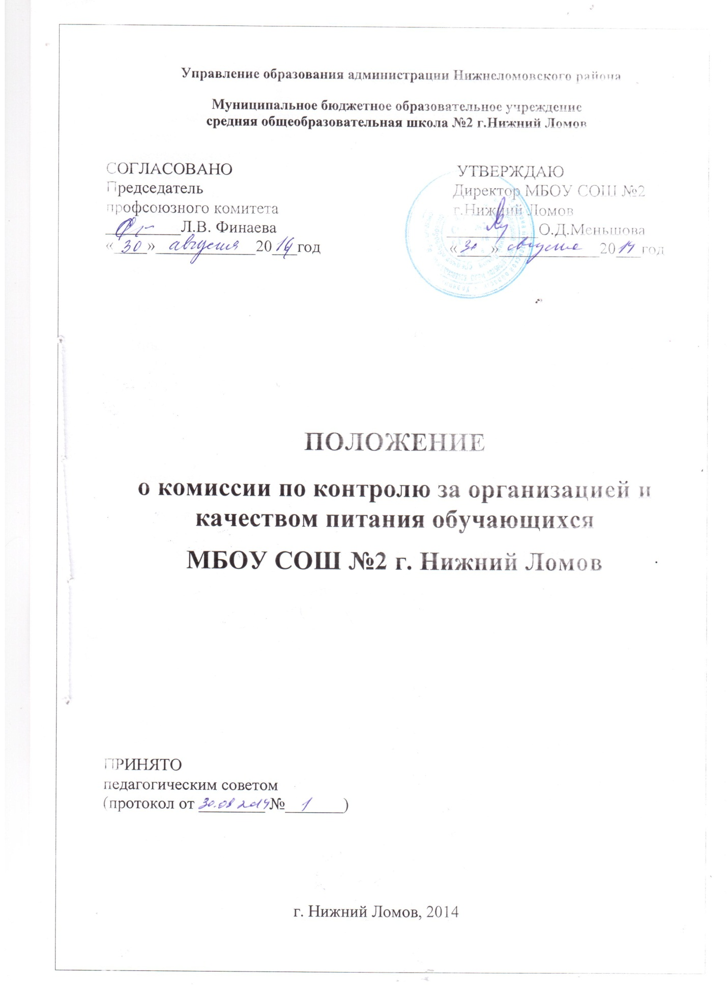 Управление образования администрации Нижнеломовского района
Муниципальное бюджетное образовательное учреждение
средняя общеобразовательная школа №2 г.Нижний Ломов
СОГЛАСОВАНО
Председатель
профсоюзного комитета
Л.В. Финаева
«30» августа 2014 год
УТВЕРЖДАЮ
Директор МБОУ СОШ №2
г.Нижний Ломов
О.Д.Меньшова
«30» августа 2014 год
ПОЛОЖЕНИЕ
о комиссии по контролю за организацией и
качеством питания обучающихся
МБОУ СОШ №2 г. Нижний Ломов
ПРИНЯТО
педагогическим советом
(протокол от 30.08 2014 № 1)
г. Нижний Ломов, 2014